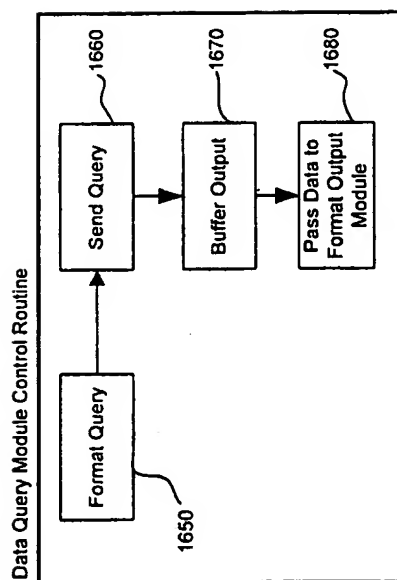 Data Query Module Control Routine
Format Query
1650
Send Query
1660
Buffer Output
1670
Pass Data to
Format Output
Module
1680